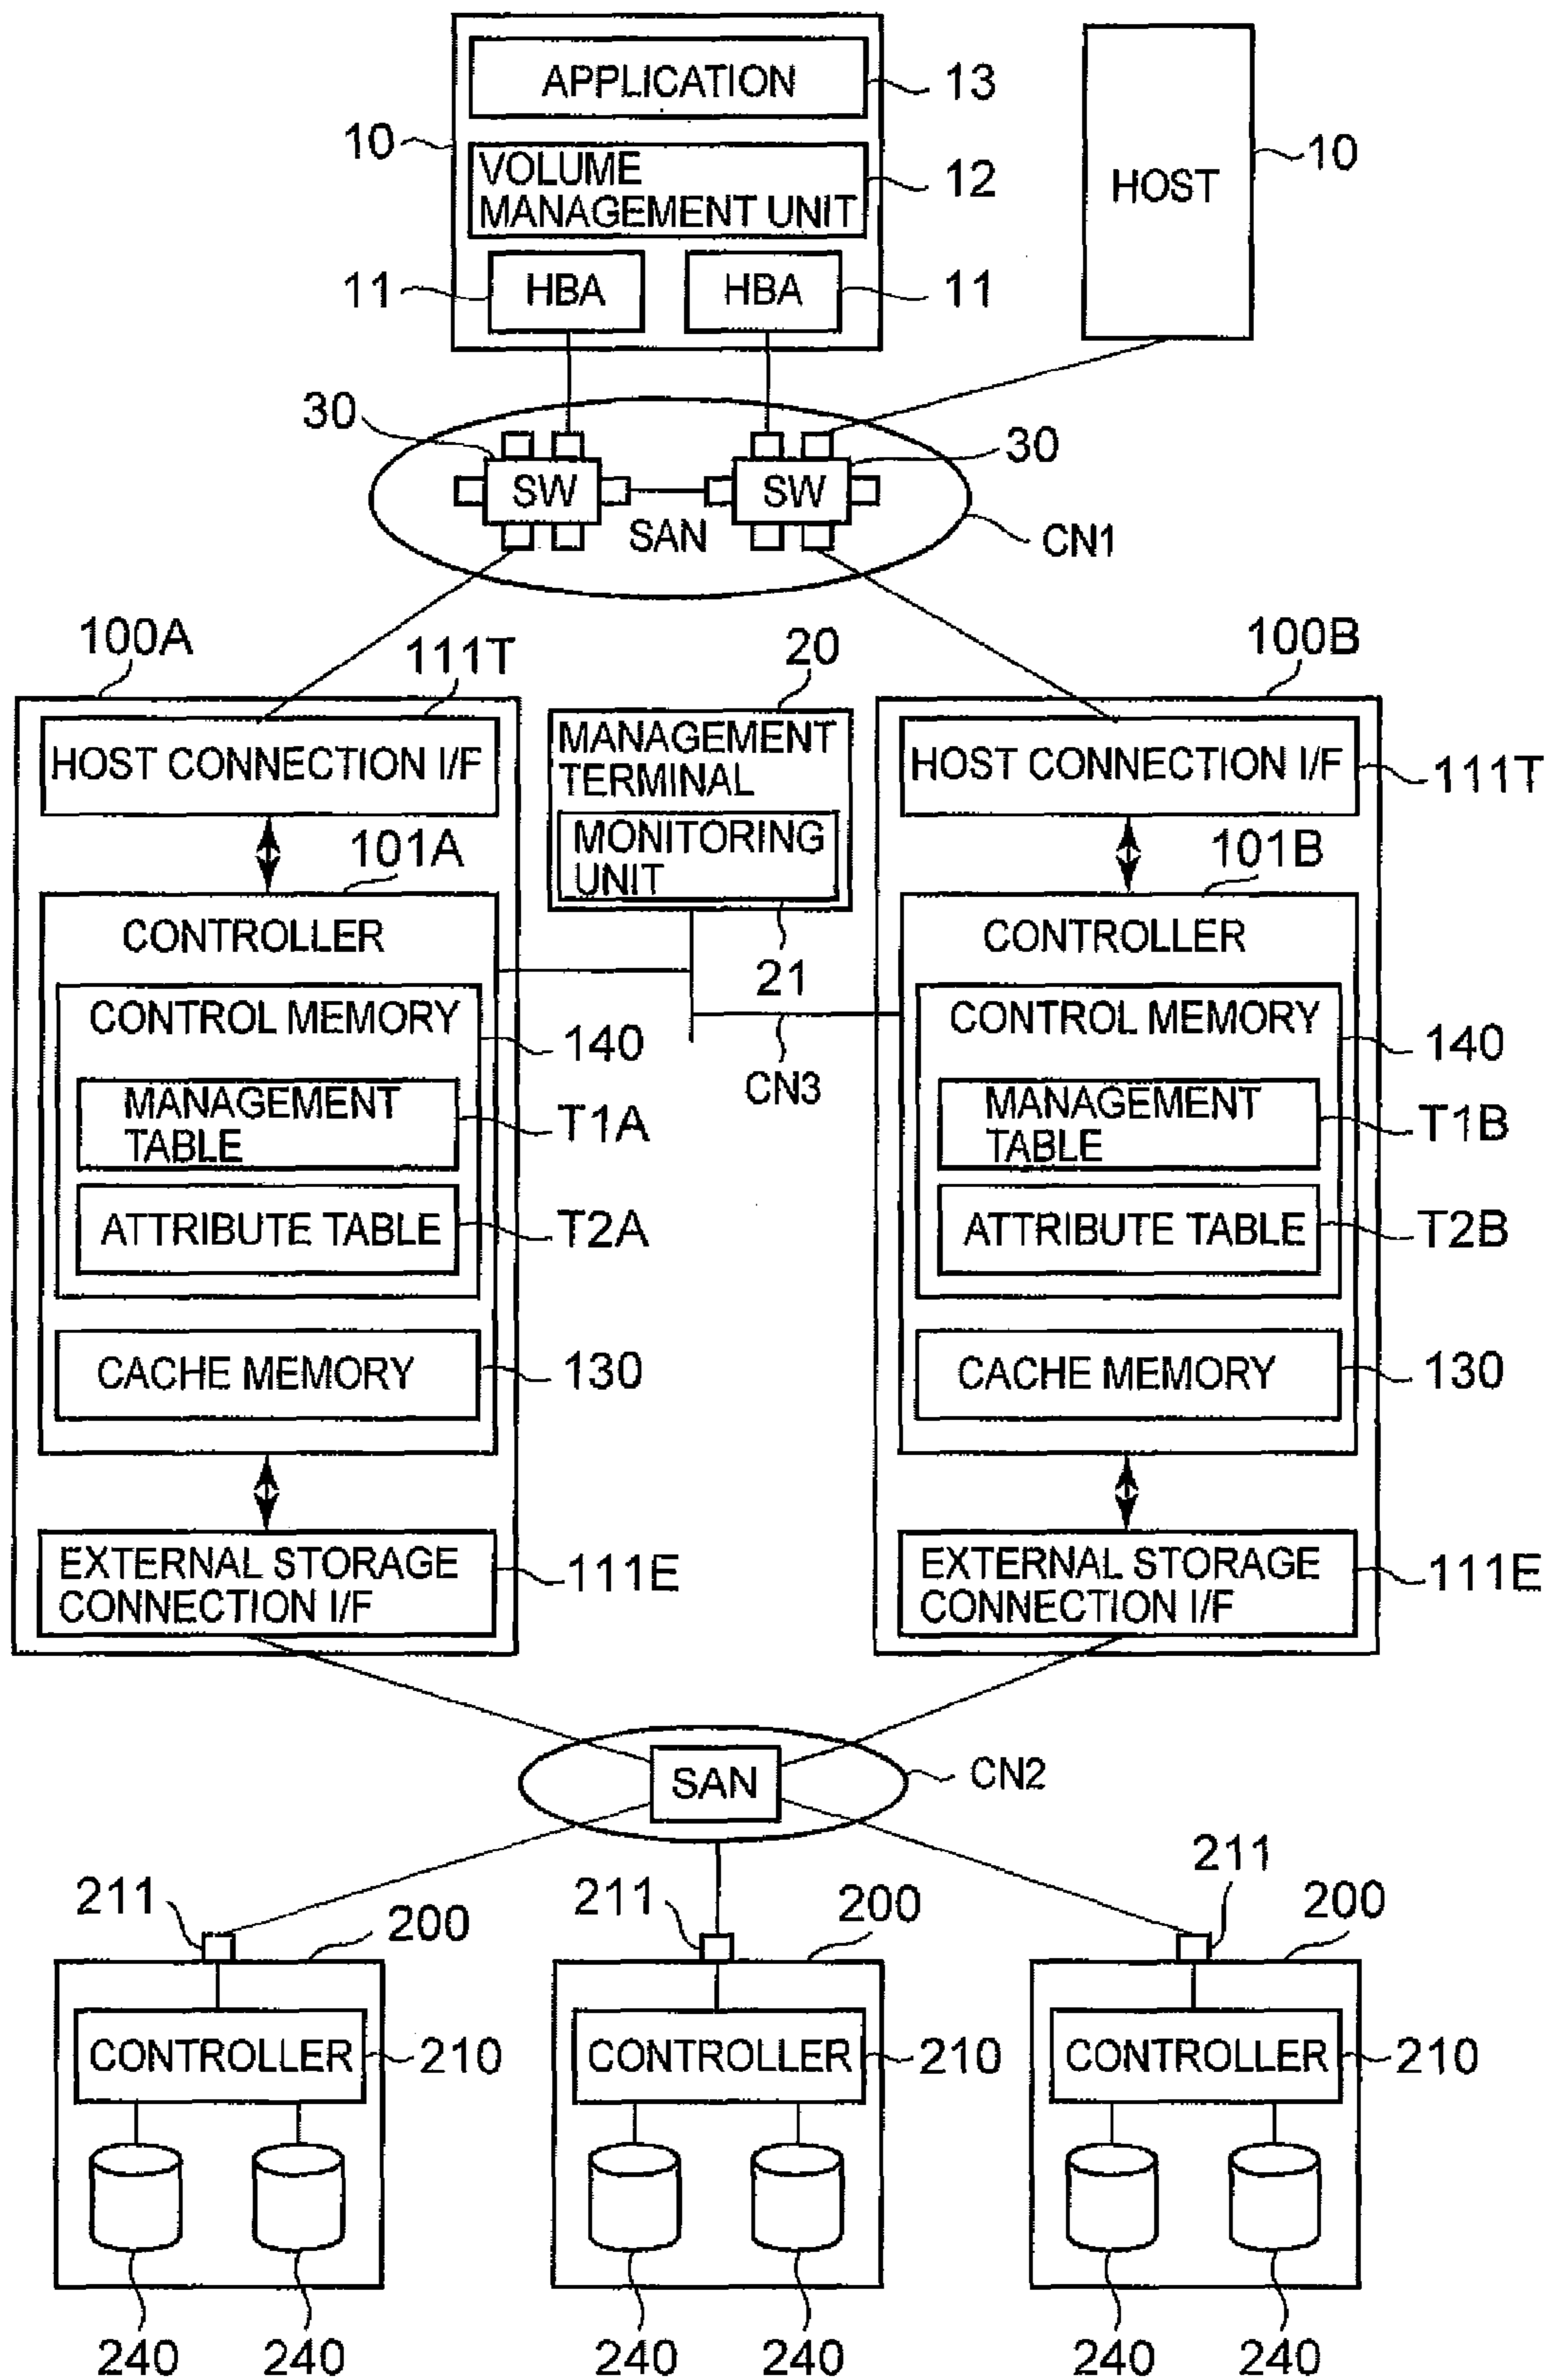 APPLICATION
13
10
VOLUME
MANAGEMENT UNIT
12
10
HOST
11
HBA
HBA
11
30
30
SW
SW
SAN
CN1
100A
111T
20
100B
HOST CONNECTION I/F
MANAGEMENT
TERMINAL
HOST CONNECTION I/F
111T
MONITORING
UNIT
101A
101B
CONTROLLER
CONTROLLER
21
CONTROL MEMORY
140
CONTROL MEMORY
140
CN3
MANAGEMENT
TABLE
T1A
MANAGEMENT
TABLE
T1B
ATTRIBUTE TABLE
T2A
ATTRIBUTE TABLE
T2B
CACHE MEMORY
130
CACHE MEMORY
130
EXTERNAL STORAGE
CONNECTION I/F
111E
EXTERNAL STORAGE
CONNECTION I/F
111E
SAN
CN2
211
200
211
200
211
200
CONTROLLER
210
CONTROLLER
210
CONTROLLER
210
240
240
240
240
240
240